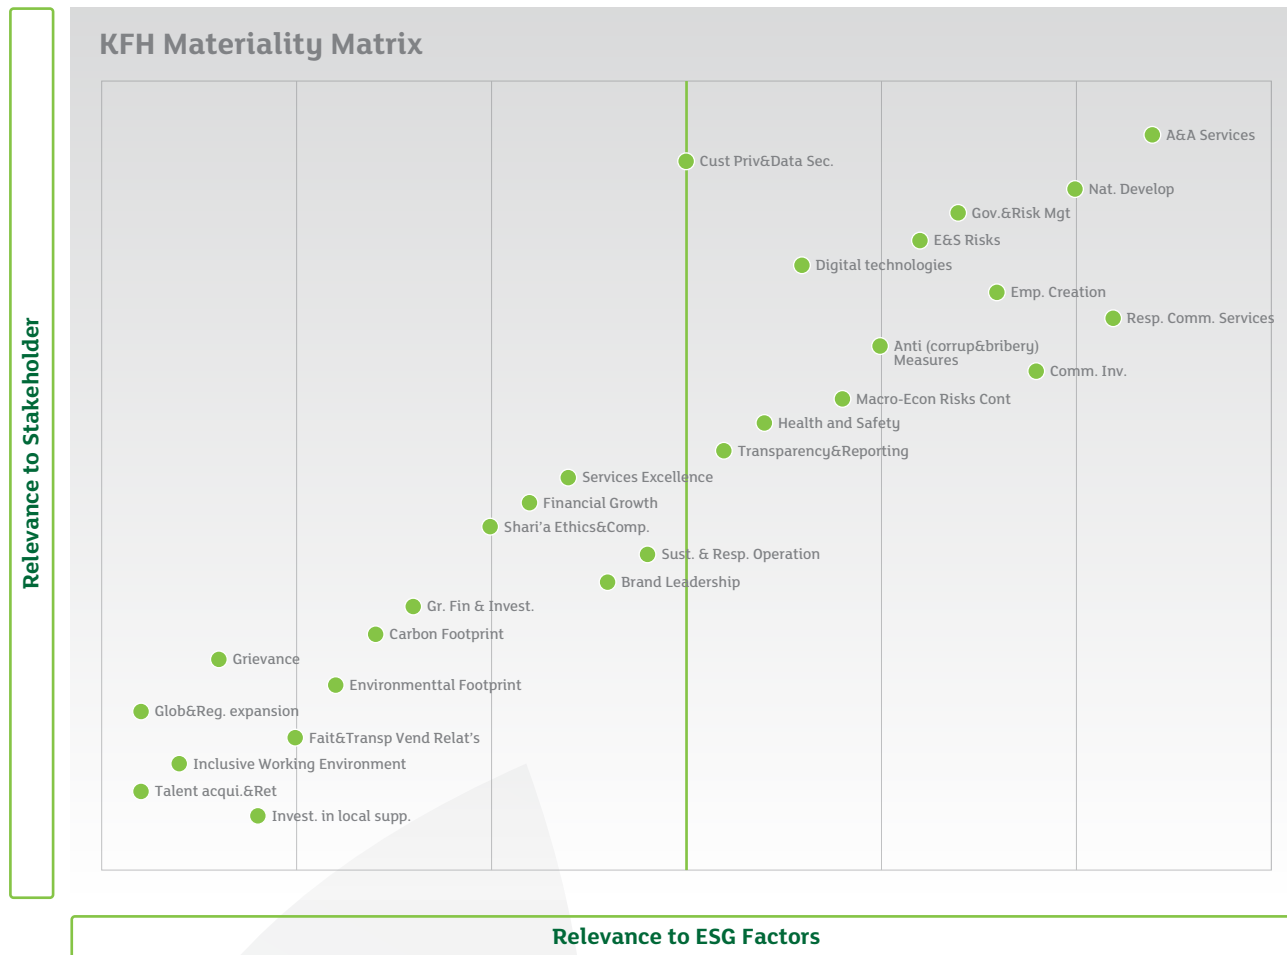 KFH Materiality Matrix
Relevance to Stakeholder
A&A Services
Cust Priv&Data Sec.
Nat. Develop
Gov.&Risk Mgt
E&S Risks
Digital technologies
Emp. Creation
Resp. Comm. Services
Anti (corrup&bribery)
Measures
Comm. Inv.
Macro-Econ Risks Cont
Health and Safety
Transparency&Reporting
Services Excellence
Financial Growth
Shari'a Ethics&Comp.
Sust. & Resp. Operation
Brand Leadership
Gr. Fin & Invest.
Carbon Footprint
Grievance
Environmenttal Footprint
Glob&Reg. expansion
Fait&Transp Vend Relat's
Inclusive Working Environment
Talent acqui.&Ret
Invest. in local supp.
Relevance to ESG Factors